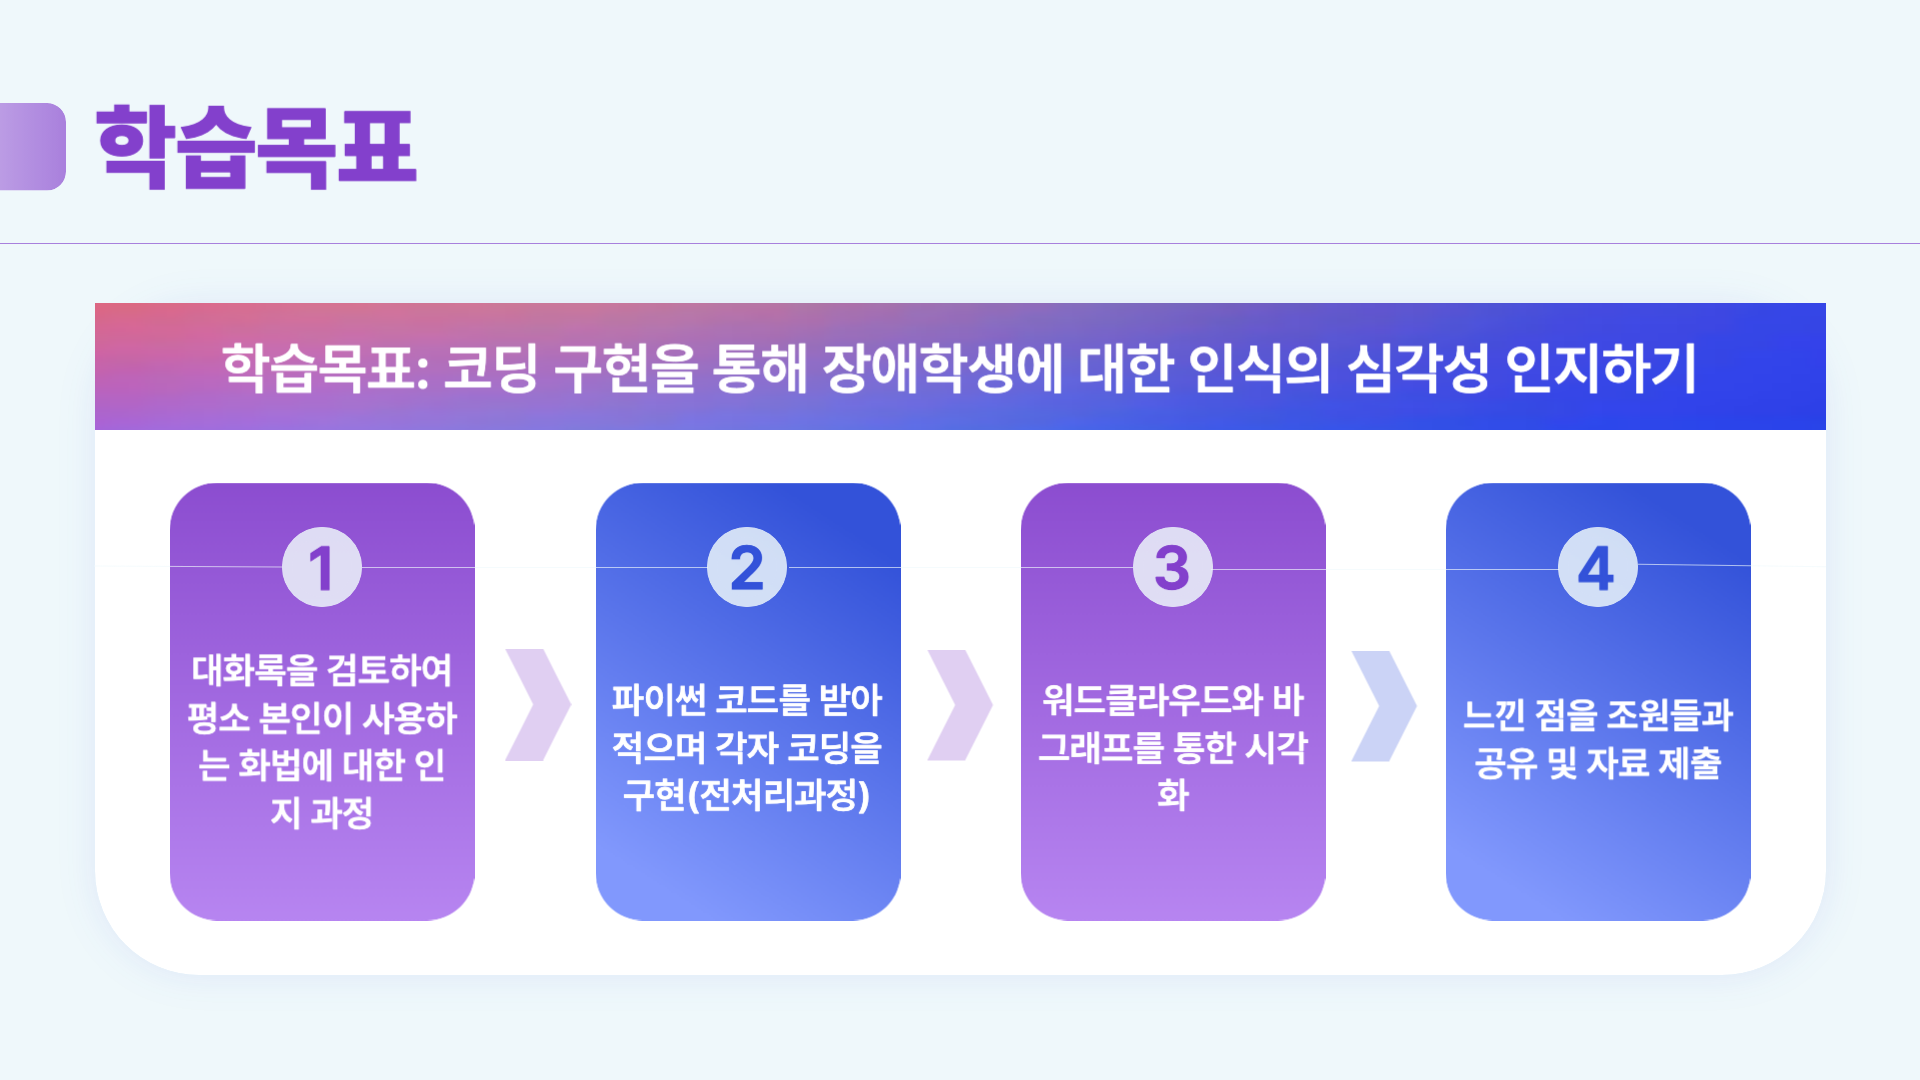 학습목표
학습목표: 코딩 구현을 통해 장애학생에 대한 인식의 심각성 인지하기
1
대화록을 검토하여
평소 본인이 사용하
는 화법에 대한 인
지 과정
2
파이썬 코드를 받아
적으며 각자 코딩을
구현(전처리과정)
3
워드클라우드와 바
그래프를 통한 시각
화
4
느낀 점을 조원들과
공유 및 자료 제출